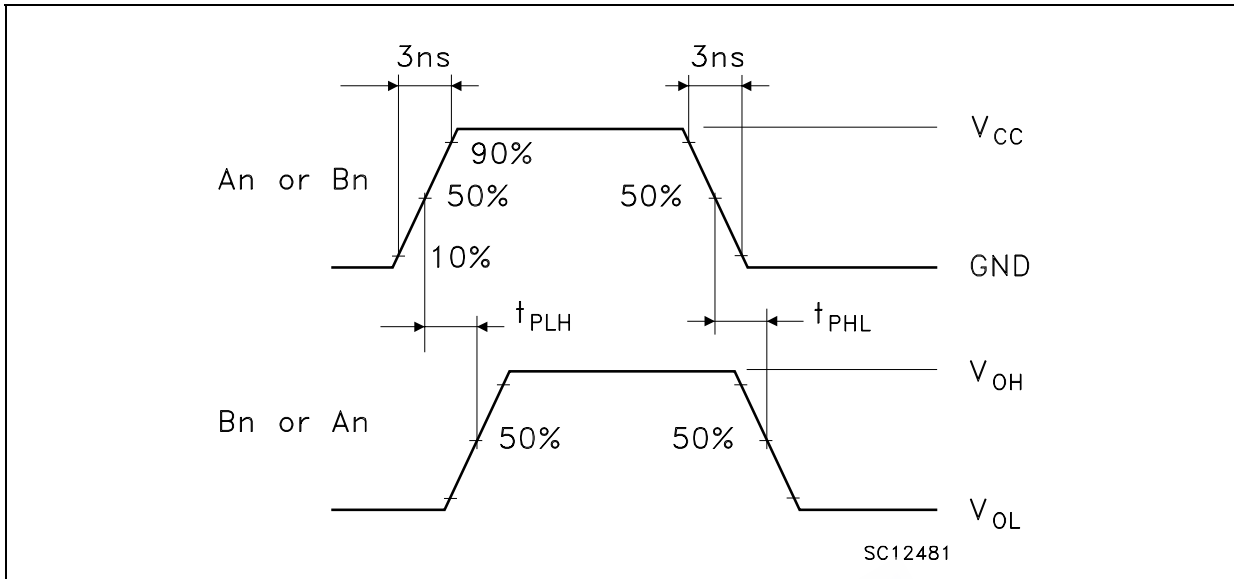 3ns 3ns
V_CC
90%
An or Bn
50% 50%
10%
GND
t_PLH t_PHL
V_OH
Bn or An
50% 50%
V_OL
SC12481